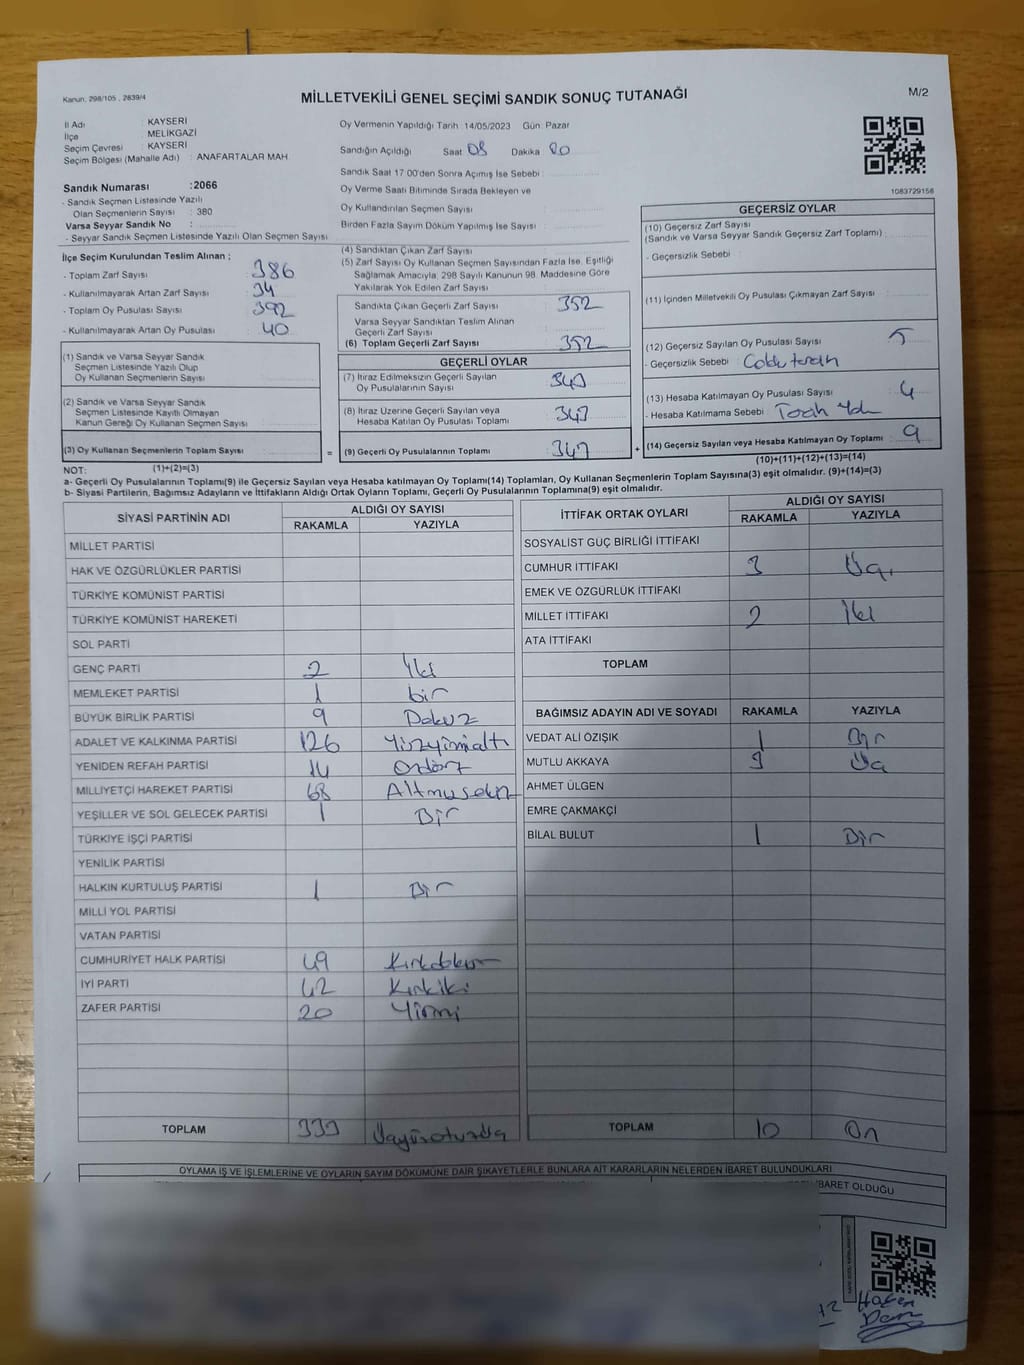 Kanun, 298/105 , 2839/4
MİLLETVEKİLİ GENEL SEÇİMİ SANDIK SONUÇ TUTANAĞI
M/2
İl Adı : KAYSERİ
İlçe : MELİKGAZİ
Seçim Çevresi : KAYSERİ
Seçim Bölgesi (Mahalle Adı) : ANAFARTALAR MAH
Sandık Numarası :2066
- Sandık Seçmen Listesinde Yazılı
Olan Seçmenlerin Sayısı : 380
Varsa Seyyar Sandık No :
- Seyyar Sandık Seçmen Listesinde Yazılı Olan Seçmen Sayısı
Oy Vermenin Yapıldığı Tarih :14/05/2023 Gün: Pazar
Sandığın Açıldığı Saat 08 Dakika 00
Sandık Saat 17:00'den Sonra Açmış İse Sebebi :
Oy Verme Saati Bitiminde Sırada Bekleyen ve
Oy Kullandırılan Seçmen Sayısı
Birden Fazla Sayım Döküm Yapılmış İse Sayısı :
1083729156
İlçe Seçim Kurulundan Teslim Alınan ;
- Toplam Zarf Sayısı : 386
- Kullanılmayarak Artan Zarf Sayısı : 34
- Toplam Oy Pusulası Sayısı : 392
- Kullanılmayarak Artan Oy Pusulası : 40
(1) Sandık ve Varsa Seyyar Sandık
Seçmen Listesinde Yazılı Olup
Oy Kullanan Seçmenlerin Sayısı :
(2) Sandık ve Varsa Seyyar Sandık
Seçmen Listesinde Kayıtlı Olmayan
Kanun Gereği Oy Kullanan Seçmen Sayısı :
(3) Oy Kullanan Seçmenlerin Toplam Sayısı :
(4) Sandıktan Çıkan Zarf Sayısı
(5) Zarf Sayısı Oy Kullanan Seçmen Sayısından Fazla İse, Eşitliği
Sağlamak Amacıyla, 298 Sayılı Kanunun 98. Maddesine Göre
Yakılarak Yok Edilen Zarf Sayısı :
Sandıkta Çıkan Geçerli Zarf Sayısı : 352
Varsa Seyyar Sandıktan Teslim Alınan
Geçerli Zarf Sayısı :
(6) Toplam Geçerli Zarf Sayısı : 352
GEÇERLİ OYLAR
(7) İtiraz Edilmeksizin Geçerli Sayılan
Oy Pusulalarının Sayısı : 343
(8) İtiraz Üzerine Geçerli Sayılan veya
Hesaba Katılan Oy Pusulası Toplamı : 343
= (9) Geçerli Oy Pusulalarının Toplamı : 343 +
GEÇERSİZ OYLAR
(10) Geçersiz Zarf Sayısı
(Sandık ve Varsa Seyyar Sandık Geçersiz Zarf Toplamı) :
- Geçersizlik Sebebi :
(11) İçinden Milletvekili Oy Pusulası Çıkmayan Zarf Sayısı :
(12) Geçersiz Sayılan Oy Pusulası Sayısı : 5
- Geçersizlik Sebebi :
(13) Hesaba Katılmayan Oy Pusulası Sayısı : 4
- Hesaba Katılmama Sebebi :
(14) Geçersiz Sayılan veya Hesaba Katılmayan Oy Toplamı : 9
NOT: (1)+(2)=(3)
(10)+(11)+(12)+(13)=(14)
a- Geçerli Oy Pusulalarının Toplamı(9) ile Geçersiz Sayılan veya Hesaba katılmayan Oy Toplamı(14) Toplamları, Oy Kullanan Seçmenlerin Toplam Sayısına(3) eşit olmalıdır. (9)+(14)=(3)
b- Siyasi Partilerin, Bağımsız Adayların ve İttifakların Aldığı Ortak Oyların Toplamı, Geçerli Oy Pusulalarının Toplamına(9) eşit olmalıdır.
SİYASİ PARTİNİN ADI ALDIĞI OY SAYISI
RAKAMLA YAZIYLA
MİLLET PARTİSİ
HAK VE ÖZGÜRLÜKLER PARTİSİ
TÜRKİYE KOMÜNİST PARTİSİ
TÜRKİYE KOMÜNİST HAREKETİ
SOL PARTİ
GENÇ PARTİ 2 iki
MEMLEKET PARTİSİ 1 bir
BÜYÜK BİRLİK PARTİSİ 9 Dokuz
ADALET VE KALKINMA PARTİSİ 126 Yüzyirmialtı
YENİDEN REFAH PARTİSİ 14 Ondört
MİLLİYETÇİ HAREKET PARTİSİ 68 Altmışsekiz
YEŞİLLER VE SOL GELECEK PARTİSİ 1 Bir
TÜRKİYE İŞÇİ PARTİSİ
YENİLİK PARTİSİ
HALKIN KURTULUŞ PARTİSİ 1 Bir
MİLLİ YOL PARTİSİ
VATAN PARTİSİ
CUMHURİYET HALK PARTİSİ 49 Kırkdokuz
İYİ PARTİ 42 Kırkiki
ZAFER PARTİSİ 20 Yirmi
TOPLAM 333 Üçyüzotuzüç
İTTİFAK ORTAK OYLARI ALDIĞI OY SAYISI
RAKAMLA YAZIYLA
SOSYALİST GÜÇ BİRLİĞİ İTTİFAKI
CUMHUR İTTİFAKI 3 Üç
EMEK VE ÖZGÜRLÜK İTTİFAKI
MİLLET İTTİFAKI 2 İki
ATA İTTİFAKI
TOPLAM
BAĞIMSIZ ADAYIN ADI VE SOYADI RAKAMLA YAZIYLA
VEDAT ALİ ÖZIŞIK 1 Bir
MUTLU AKKAYA 3 Üç
AHMET ÜLGEN
EMRE ÇAKMAKÇİ
BİLAL BULUT 1 Bir
TOPLAM 10 On
OYLAMA İŞ VE İŞLEMLERİNE VE OYLARIN SAYIM DÖKÜMÜNE DAİR ŞİKAYETLERLE BUNLARA AİT KARARLARIN NELERDEN İBARET BULUNDUKLARI
İBARET OLDUĞU